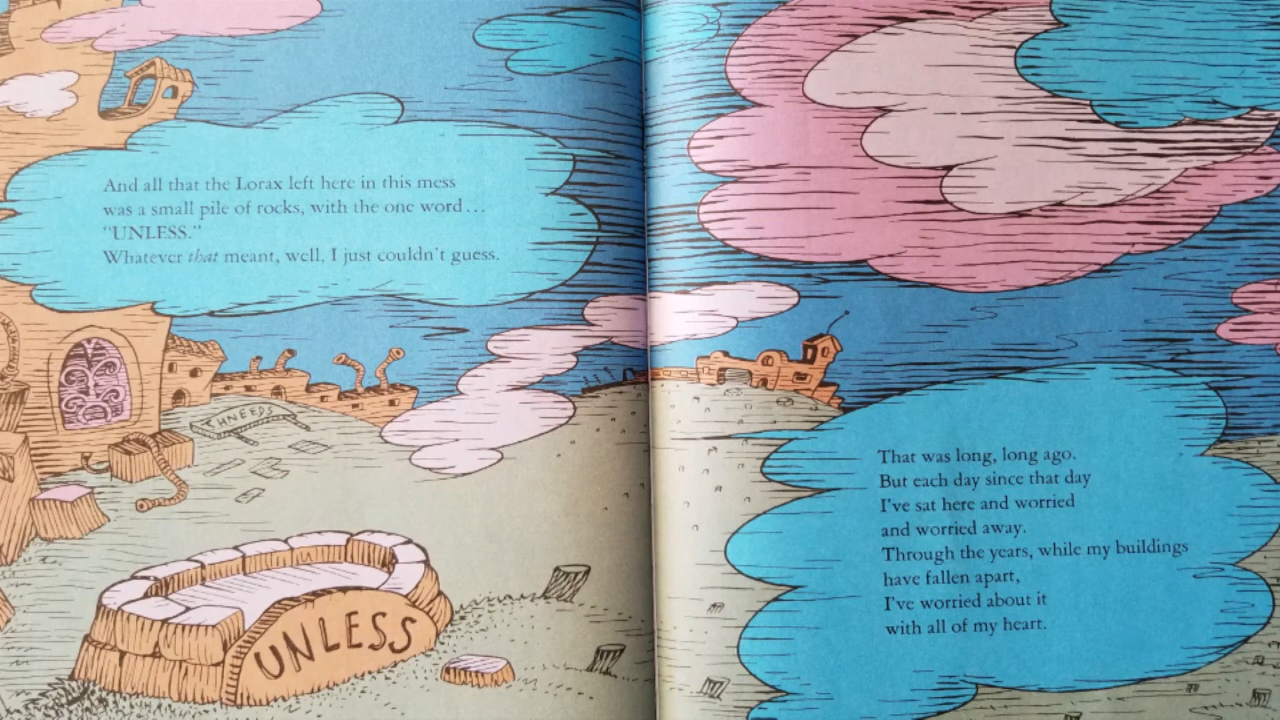 And all that the Lorax left here in this mess
was a small pile of rocks, with the one word...
"UNLESS."
Whatever that meant, well, I just couldn't guess.
THNEEDS
UNLESS
That was long, long ago.
But each day since that day
I've sat here and worried
and worried away.
Through the years, while my buildings
have fallen apart,
I've worried about it
with all of my heart.